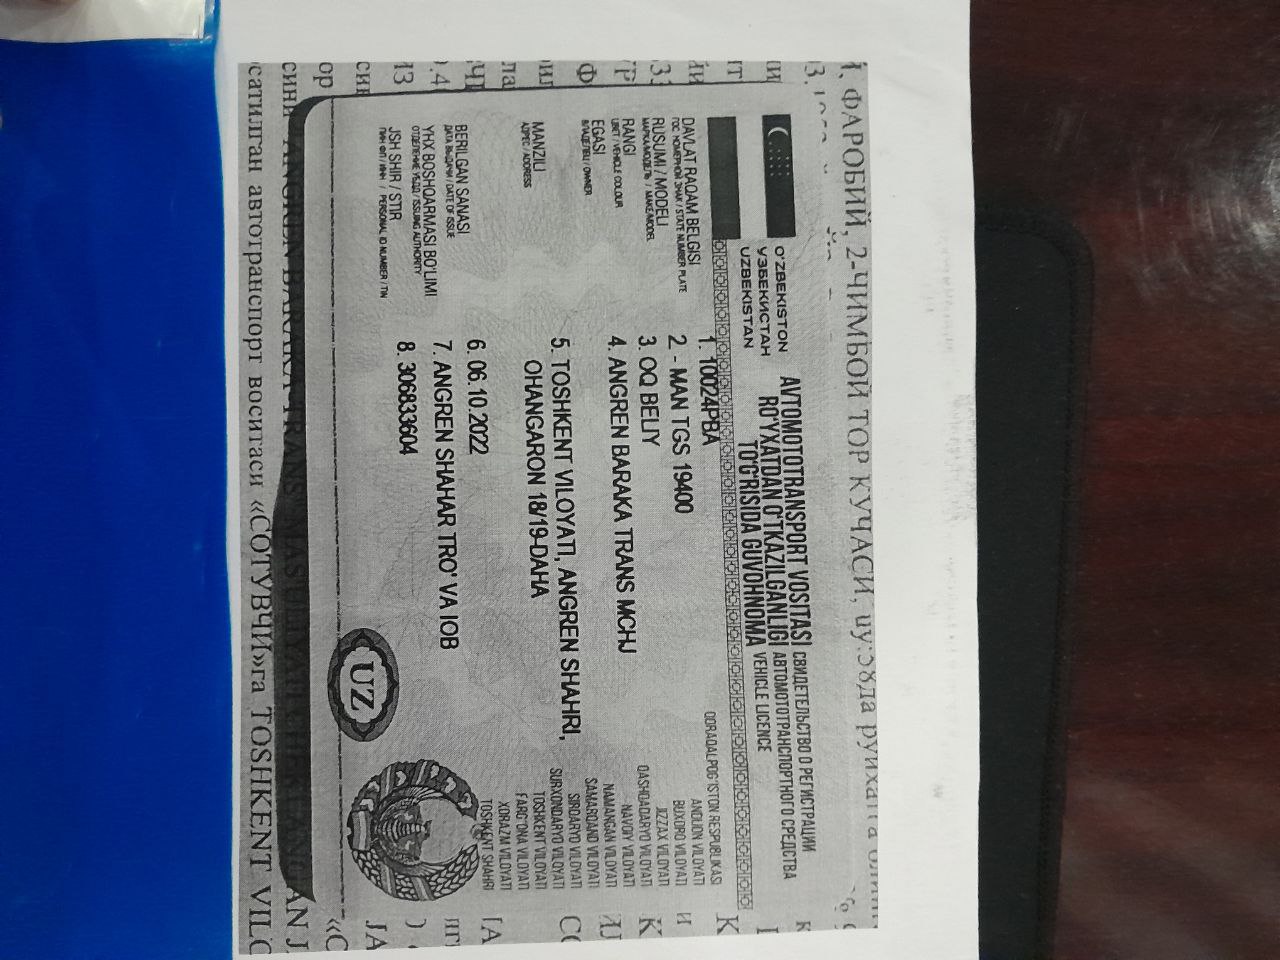 O'ZBEKISTON
УЗБЕКИСТАН
UZBEKISTAN
AVTOMOTOTRANSPORT VOSITASI
RO'YXATDAN O'TKAZILGANLIGI
TO'G'RISIDA GUVOHNOMA
СВИДЕТЕЛЬСТВО О РЕГИСТРАЦИИ
АВТОМОТОТРАНСПОРТНОГО СРЕДСТВА
VEHICLE LICENCE
DAVLAT RAQAM BELGISI 1. 10024PBA
ГОС НОМЕРНОЙ ЗНАК / STATE NUMBER PLATE
RUSUMI / MODELI 2 - MAN TGS 19400
МАРКА/МОДЕЛЬ / MAKE/MODEL
RANGI 3. OQ BELIY
ЦВЕТ / VEHICLE COLOUR
EGASI 4. ANGREN BARAKA TRANS MCHJ
ВЛАДЕЛЕЦ / OWNER
MANZILI 5. TOSHKENT VILOYATI, ANGREN SHAHRI,
АДРЕС / ADDRESS OHANGARON 18/19-DAHA
BERILGAN SANASI 6. 06.10.2022
ДАТА ВЫДАЧИ / DATE OF ISSUE
YHX BOSHQARMASI BO'LIMI 7. ANGREN SHAHAR TRO' VA IOB
ОТДЕЛЕНИЕ УБДД / ISSUING AUTHORITY
JSH SHIR / STIR 8. 306833604
ПИН ФЛ / ИНН / PERSONAL ID NUMBER / TIN
QORAQALPOG'ISTON RESPUBLIKASI
ANDIJON VILOYATI
BUXORO VILOYATI
JIZZAX VILOYATI
QASHQADARYO VILOYATI
NAVOIY VILOYATI
NAMANGAN VILOYATI
SAMARQAND VILOYATI
SIRDARYO VILOYATI
SURXONDARYO VILOYATI
TOSHKENT VILOYATI
FARG'ONA VILOYATI
XORAZM VILOYATI
TOSHKENT SHAHRI
UZ
ФАРОБИЙ, 2-ЧИМБОЙ ТОР КУЧАСИ,
сатилган автотранспорт воситаси «СОТУВЧИ»га TOSHKENT